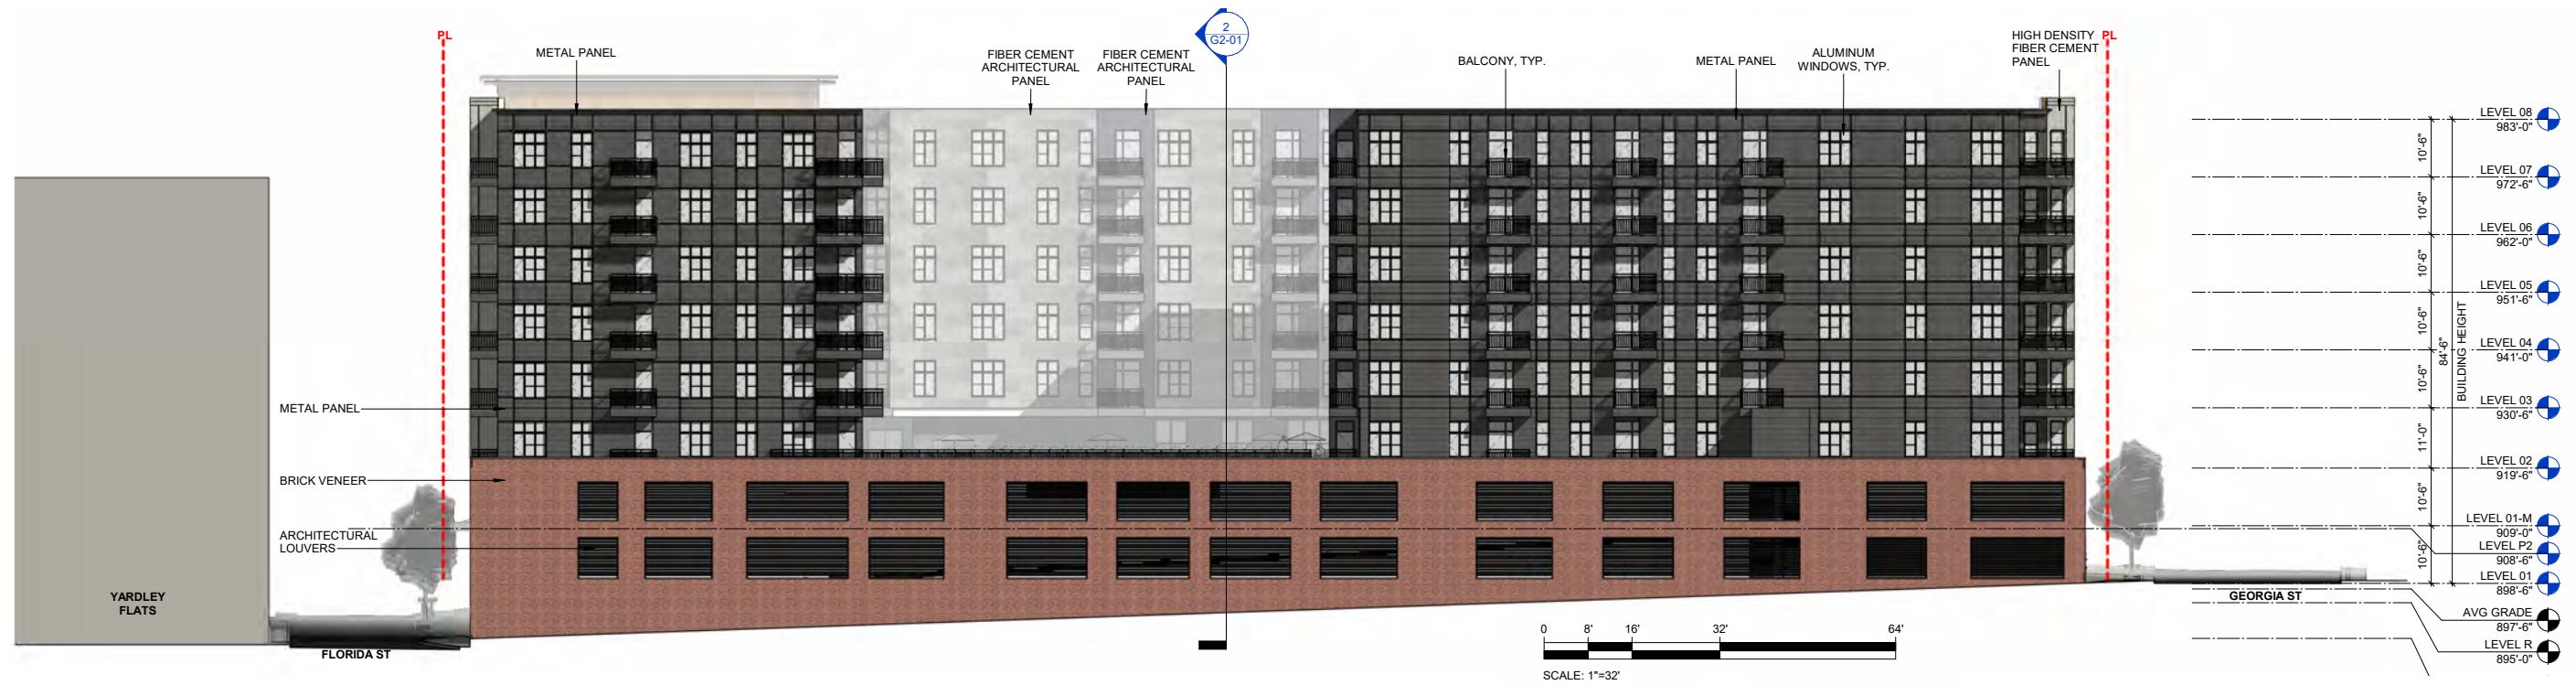 2
G2-01
PL
METAL PANEL
FIBER CEMENT
ARCHITECTURAL
PANEL
FIBER CEMENT
ARCHITECTURAL
PANEL
BALCONY, TYP.
METAL PANEL
ALUMINUM
WINDOWS, TYP.
HIGH DENSITY
FIBER CEMENT
PANEL
PL
LEVEL 08
983'-0"
10'-6"
LEVEL 07
972'-6"
10'-6"
LEVEL 06
962'-0"
10'-6"
LEVEL 05
951'-6"
10'-6"
LEVEL 04
941'-0"
84'-6"
BUILDING HEIGHT
10'-6"
LEVEL 03
930'-6"
11'-0"
LEVEL 02
919'-6"
10'-6"
LEVEL 01-M
909'-0"
LEVEL P2
908'-6"
10'-6"
LEVEL 01
898'-6"
AVG GRADE
897'-6"
LEVEL R
895'-0"
METAL PANEL
BRICK VENEER
ARCHITECTURAL
LOUVERS
YARDLEY
FLATS
FLORIDA ST
GEORGIA ST
0 8' 16' 32' 64'
SCALE: 1"=32'